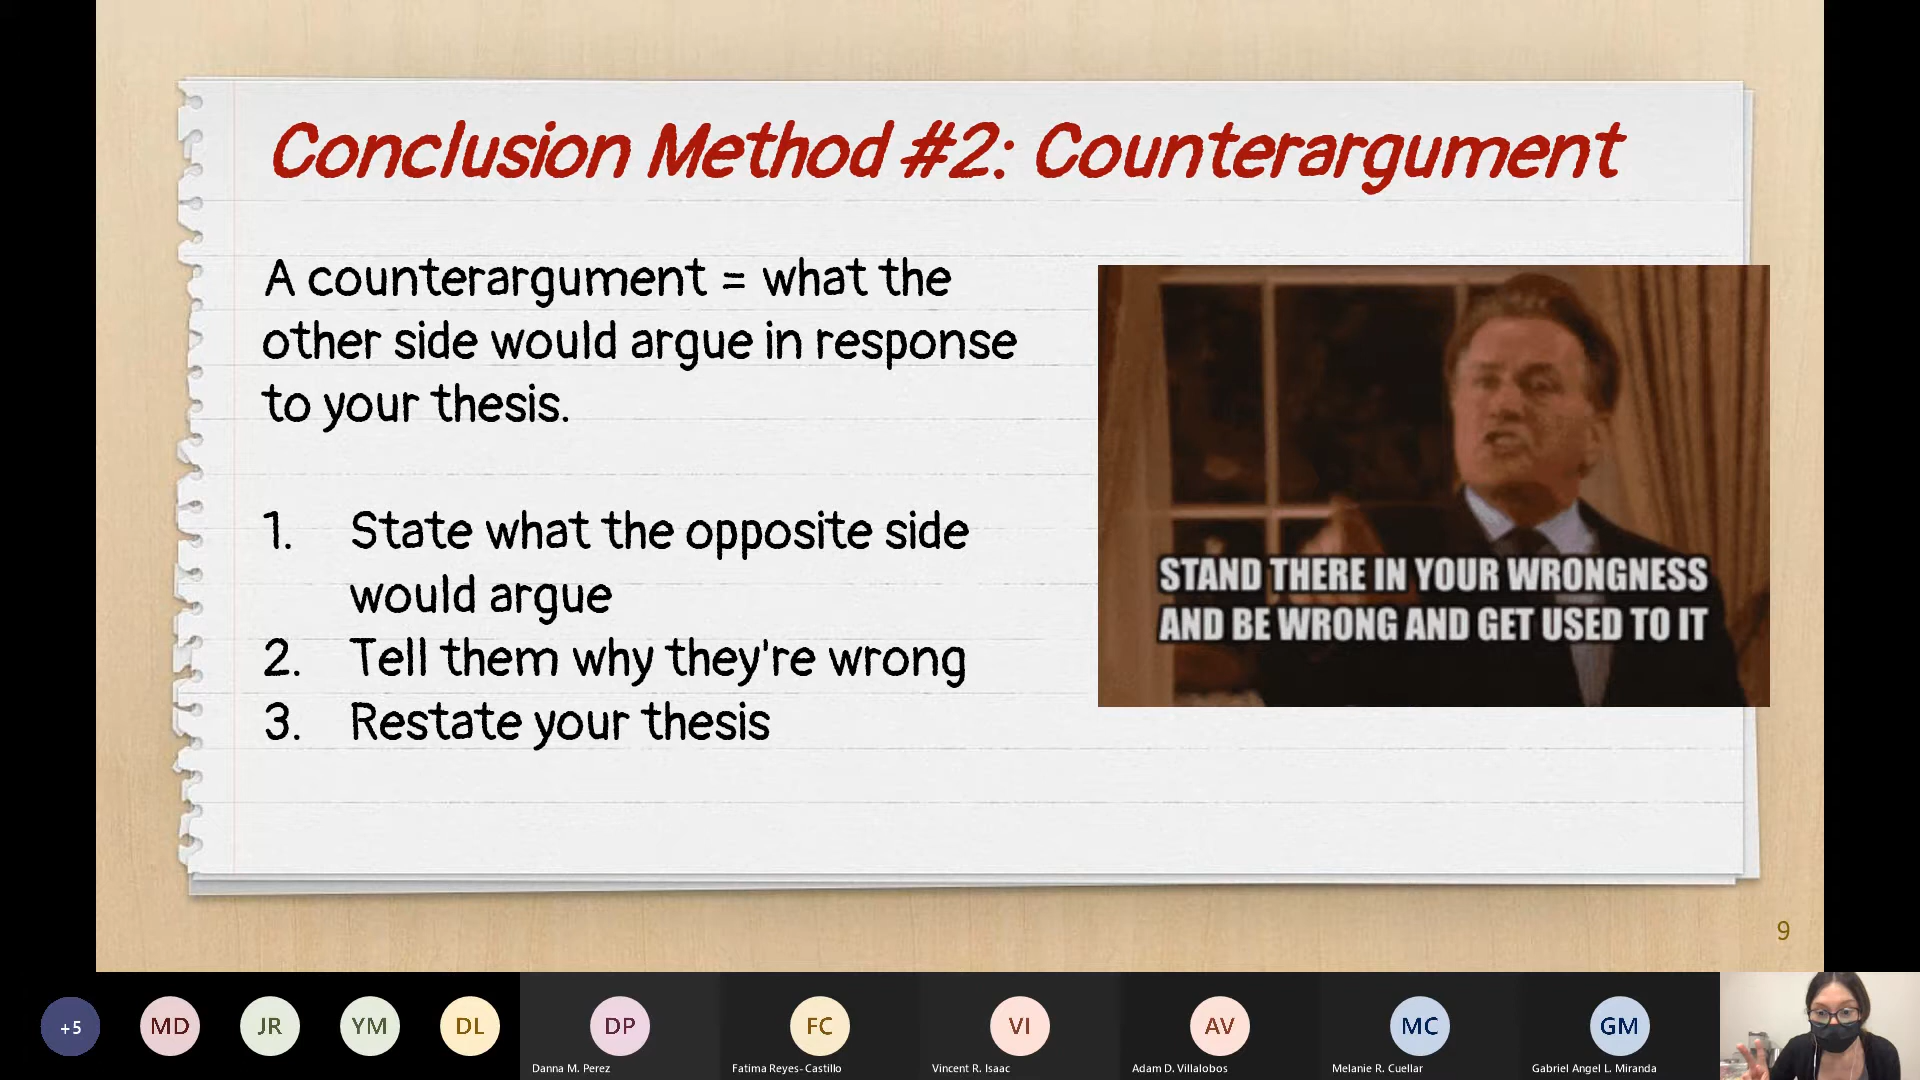 Conclusion Method #2: Counterargument
A counterargument = what the
other side would argue in response
to your thesis.
1. State what the opposite side
would argue
2. Tell them why they're wrong
3. Restate your thesis
STAND THERE IN YOUR WRONGNESS
AND BE WRONG AND GET USED TO IT
9
+5
MD
JR
YM
DL
DP
FC
VI
AV
MC
GM
Danna M. Perez
Fatima Reyes-Castillo
Vincent R. Isaac
Adam D. Villalobos
Melanie R. Cuellar
Gabriel Angel L. Miranda